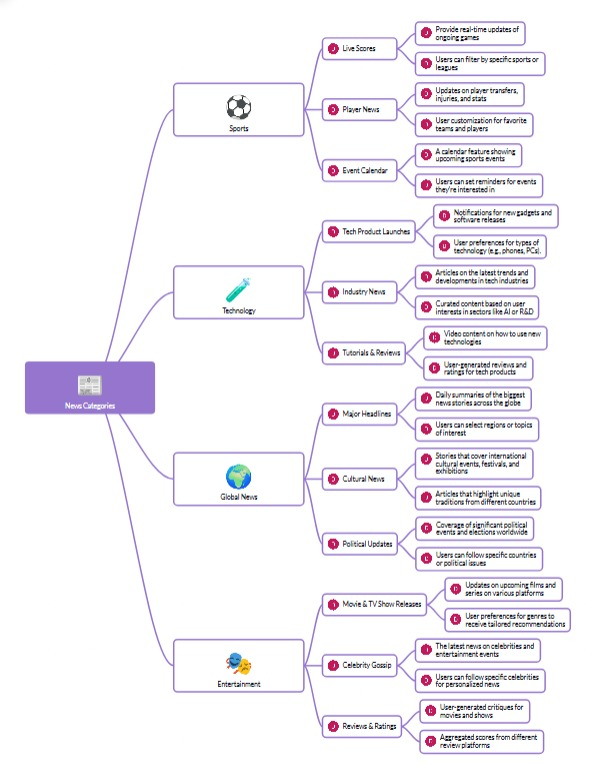 News Categories
Sports
Live Scores
Provide real-time updates of
ongoing games
Users can filter by specific sports or
leagues
Player News
Updates on player transfers,
injuries, and stats
User customization for favorite
teams and players
Event Calendar
A calendar feature showing
upcoming sports events
Users can set reminders for events
they're interested in
Technology
Tech Product Launches
Notifications for new gadgets and
software releases
User preferences for types of
technology (e.g., phones, PCs).
Industry News
Articles on the latest trends and
developments in tech industries
Curated content based on user
interests in sectors like AI or R&D
Tutorials & Reviews
Video content on how to use new
technologies
User-generated reviews and
ratings for tech products
Global News
Major Headlines
Daily summaries of the biggest
news stories across the globe
Users can select regions or topics
of interest
Cultural News
Stories that cover international
cultural events, festivals, and
exhibitions
Articles that highlight unique
traditions from different countries
Political Updates
Coverage of significant political
events and elections worldwide
Users can follow specific countries
or political issues
Entertainment
Movie & TV Show Releases
Updates on upcoming films and
series on various platforms
User preferences for genres to
receive tailored recommendations
Celebrity Gossip
The latest news on celebrities and
entertainment events
Users can follow specific celebrities
for personalized news
Reviews & Ratings
User-generated critiques for
movies and shows
Aggregated scores from different
review platforms